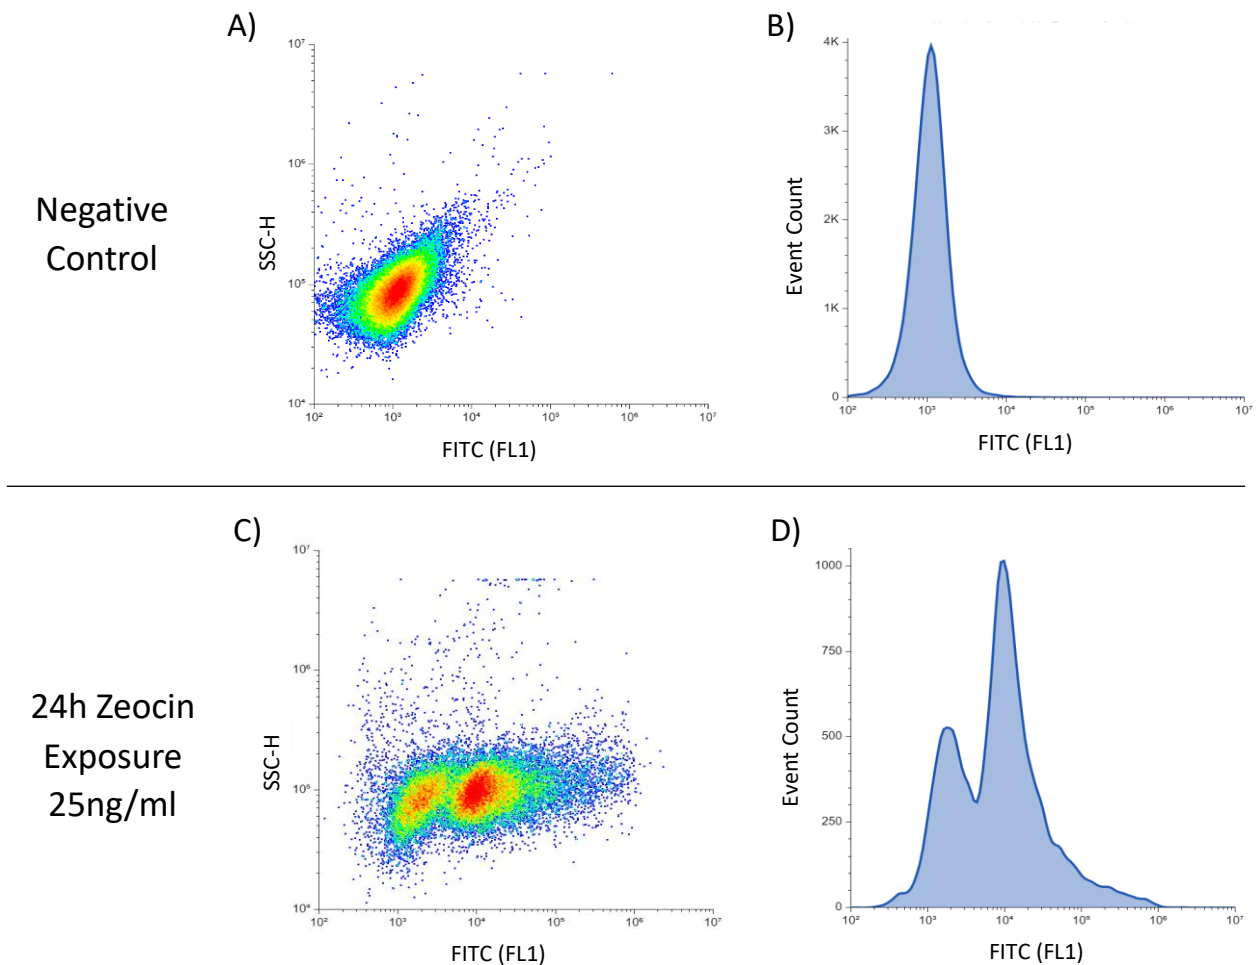 A)
B)
Negative
Control
SSC-H
10⁷
10⁶
10⁵
10⁴
10² 10³ 10⁴ 10⁵ 10⁶ 10⁷
FITC (FL1)
Event Count
4K
3K
2K
1K
0
10² 10³ 10⁴ 10⁵ 10⁶ 10⁷
FITC (FL1)
C)
D)
24h Zeocin
Exposure
25ng/ml
SSC-H
10⁷
10⁶
10⁵
10⁴
10² 10³ 10⁴ 10⁵ 10⁶ 10⁷
FITC (FL1)
Event Count
1000
750
500
250
0
10² 10³ 10⁴ 10⁵ 10⁶ 10⁷
FITC (FL1)